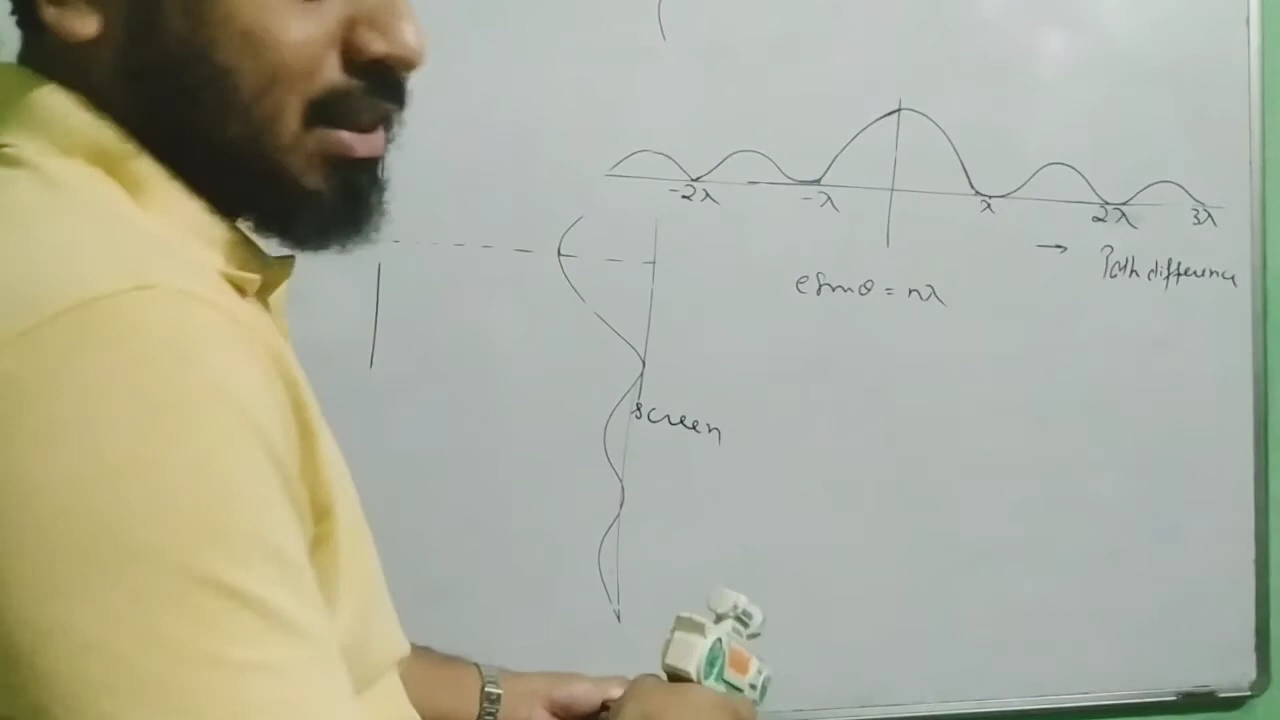 -2λ -λ λ 2λ 3λ
→ Path difference
e sinθ = nλ
screen